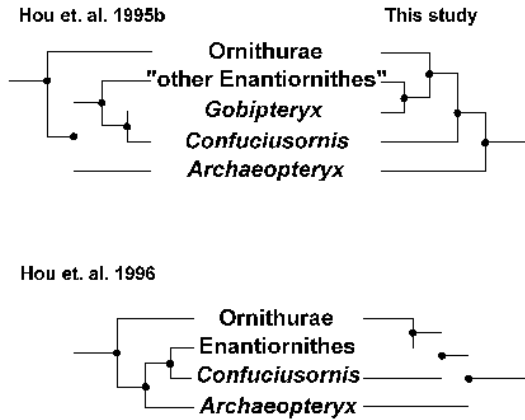 Hou et. al. 1995b This study
Ornithurae
"other Enantiornithes"
Gobipteryx
Confuciusornis
Archaeopteryx
Hou et. al. 1996
Ornithurae
Enantiornithes
Confuciusornis
Archaeopteryx